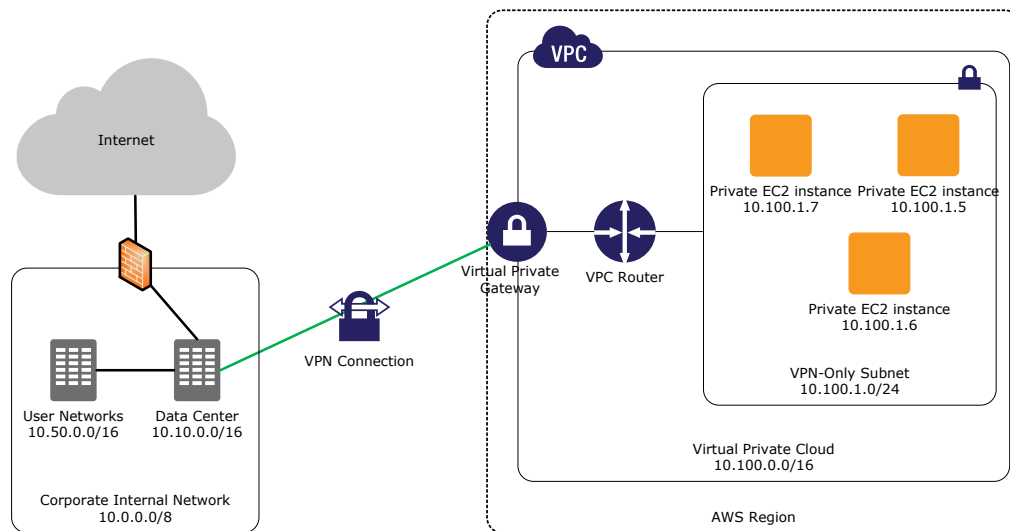 VPC
Internet
Private EC2 instance
10.100.1.7
Private EC2 instance
10.100.1.5
Virtual Private
Gateway
VPC Router
Private EC2 instance
10.100.1.6
VPN Connection
VPN-Only Subnet
10.100.1.0/24
User Networks
10.50.0.0/16
Data Center
10.10.0.0/16
Virtual Private Cloud
10.100.0.0/16
Corporate Internal Network
10.0.0.0/8
AWS Region